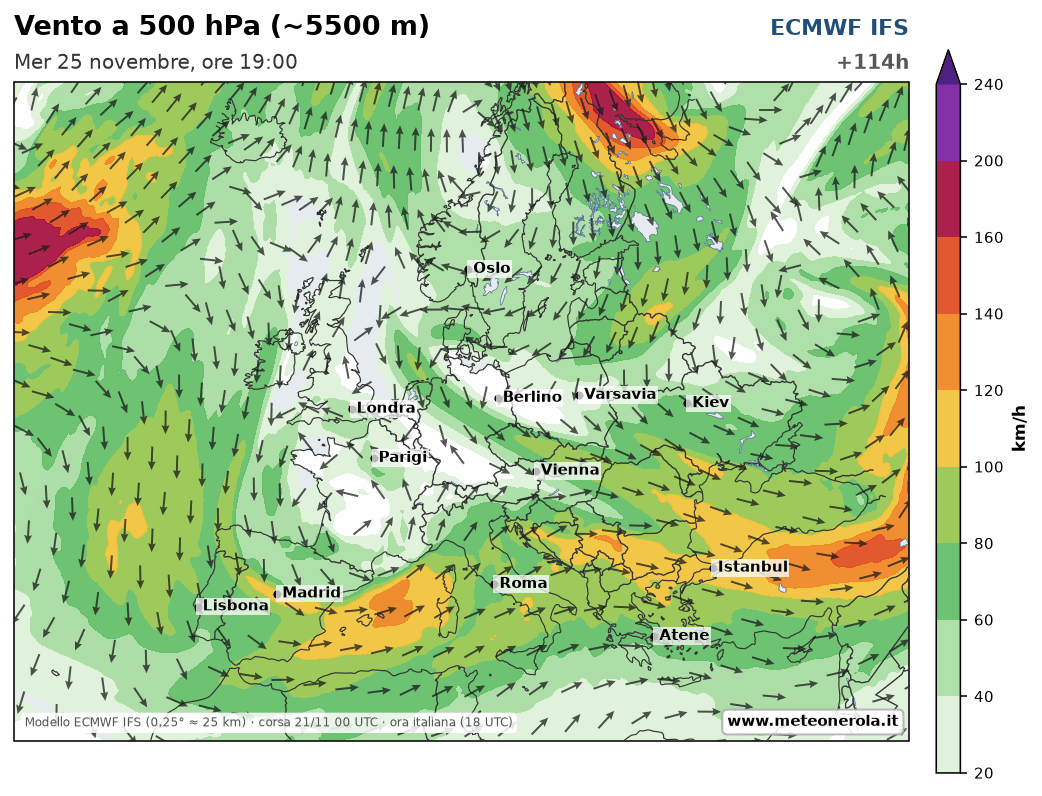 Vento a 500 hPa (~5500 m)
ECMWF IFS
Mer 25 novembre, ore 19:00
+114h
240
200
160
140
120
100
80
60
40
20
km/h
Oslo
Berlino
Varsavia
Kiev
Londra
Parigi
Vienna
Istanbul
Roma
Madrid
Lisbona
Atene
Modello ECMWF IFS (0,25° ≈ 25 km) · corsa 21/11 00 UTC · ora italiana (18 UTC)
www.meteonerola.it